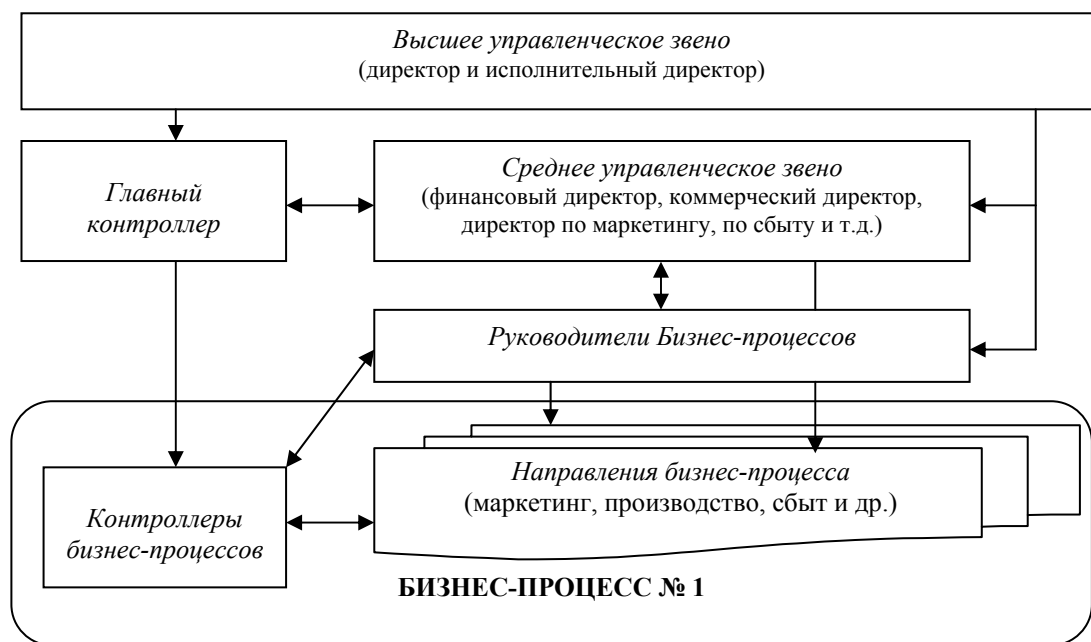 Высшее управленческое звено
(директор и исполнительный директор)
Главный
контроллер
Среднее управленческое звено
(финансовый директор, коммерческий директор,
директор по маркетингу, по сбыту и т.д.)
Руководители Бизнес-процессов
Направления бизнес-процесса
(маркетинг, производство, сбыт и др.)
Контроллеры
бизнес-процессов
БИЗНЕС-ПРОЦЕСС № 1